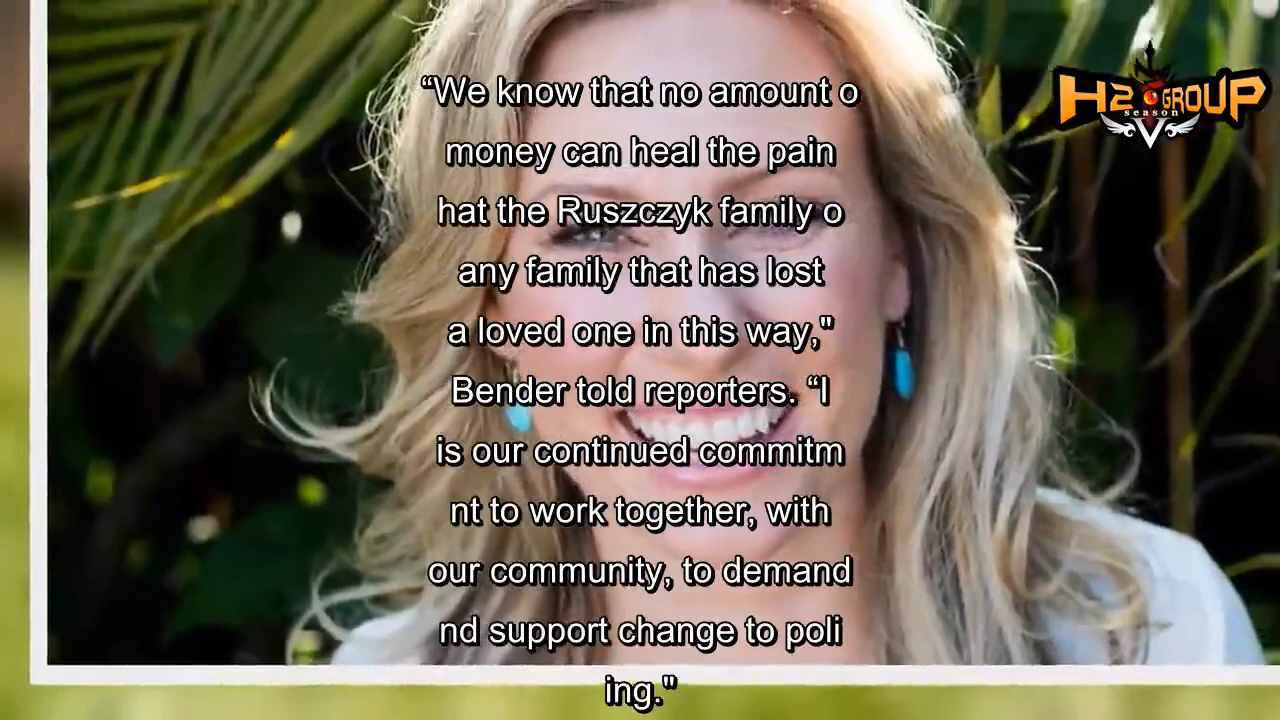 “We know that no amount o
money can heal the pain
hat the Ruszczyk family o
any family that has lost
a loved one in this way,"
Bender told reporters. “I
is our continued commitm
nt to work together, with
our community, to demand
nd support change to poli
ing."
H2 GROUP
season
V